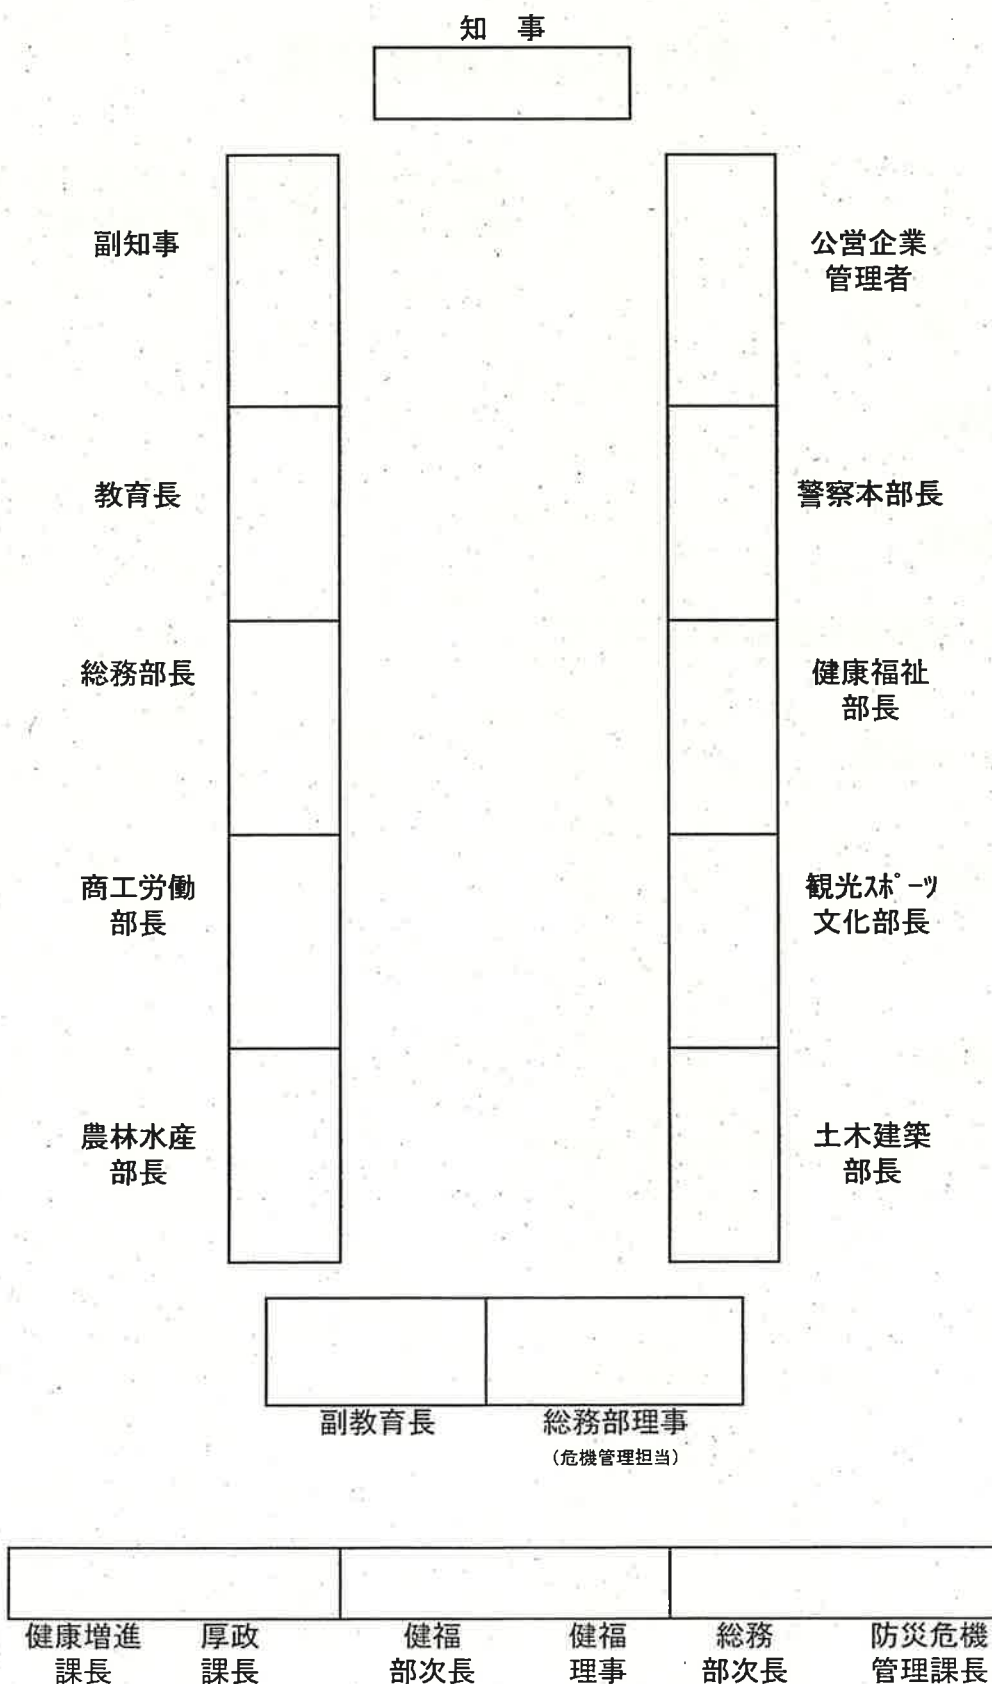 知　事
副知事
公営企業
管理者
教育長
警察本部長
総務部長
健康福祉
部長
商工労働
部長
観光ｽﾎﾟｰﾂ
文化部長
農林水産
部長
土木建築
部長
副教育長
総務部理事
（危機管理担当）
健康増進
課長
厚政
課長
健福
部次長
健福
理事
総務
部次長
防災危機
管理課長